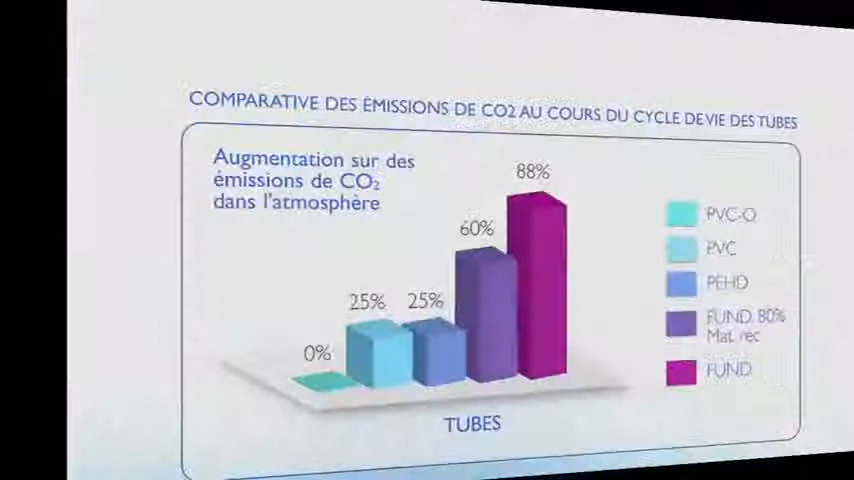 COMPARATIVE DES ÉMISSIONS DE CO2 AU COURS DU CYCLE DE VIE DES TUBES
Augmentation sur des
émissions de CO₂
dans l'atmosphère
88%
60%
25% 25%
0%
TUBES
PVC-O
PVC
PEHD
FUND. 80%
Mat. rec
FUND